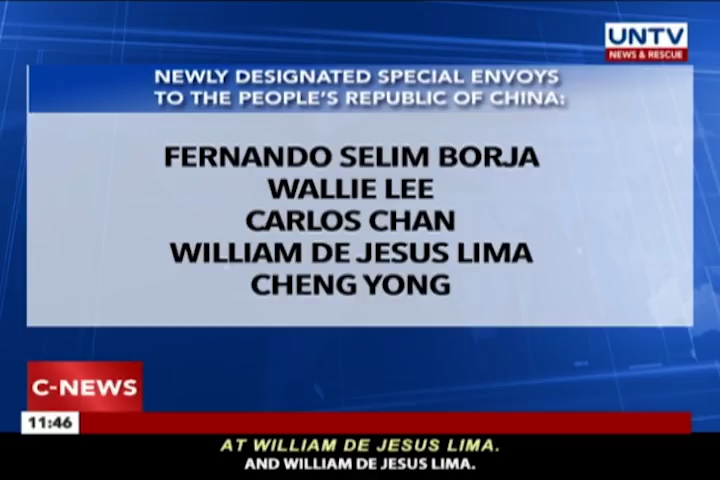 UNTV
NEWS & RESCUE
NEWLY DESIGNATED SPECIAL ENVOYS
TO THE PEOPLE'S REPUBLIC OF CHINA:
FERNANDO SELIM BORJA
WALLIE LEE
CARLOS CHAN
WILLIAM DE JESUS LIMA
CHENG YONG
C-NEWS
11:46
AT WILLIAM DE JESUS LIMA.
AND WILLIAM DE JESUS LIMA.